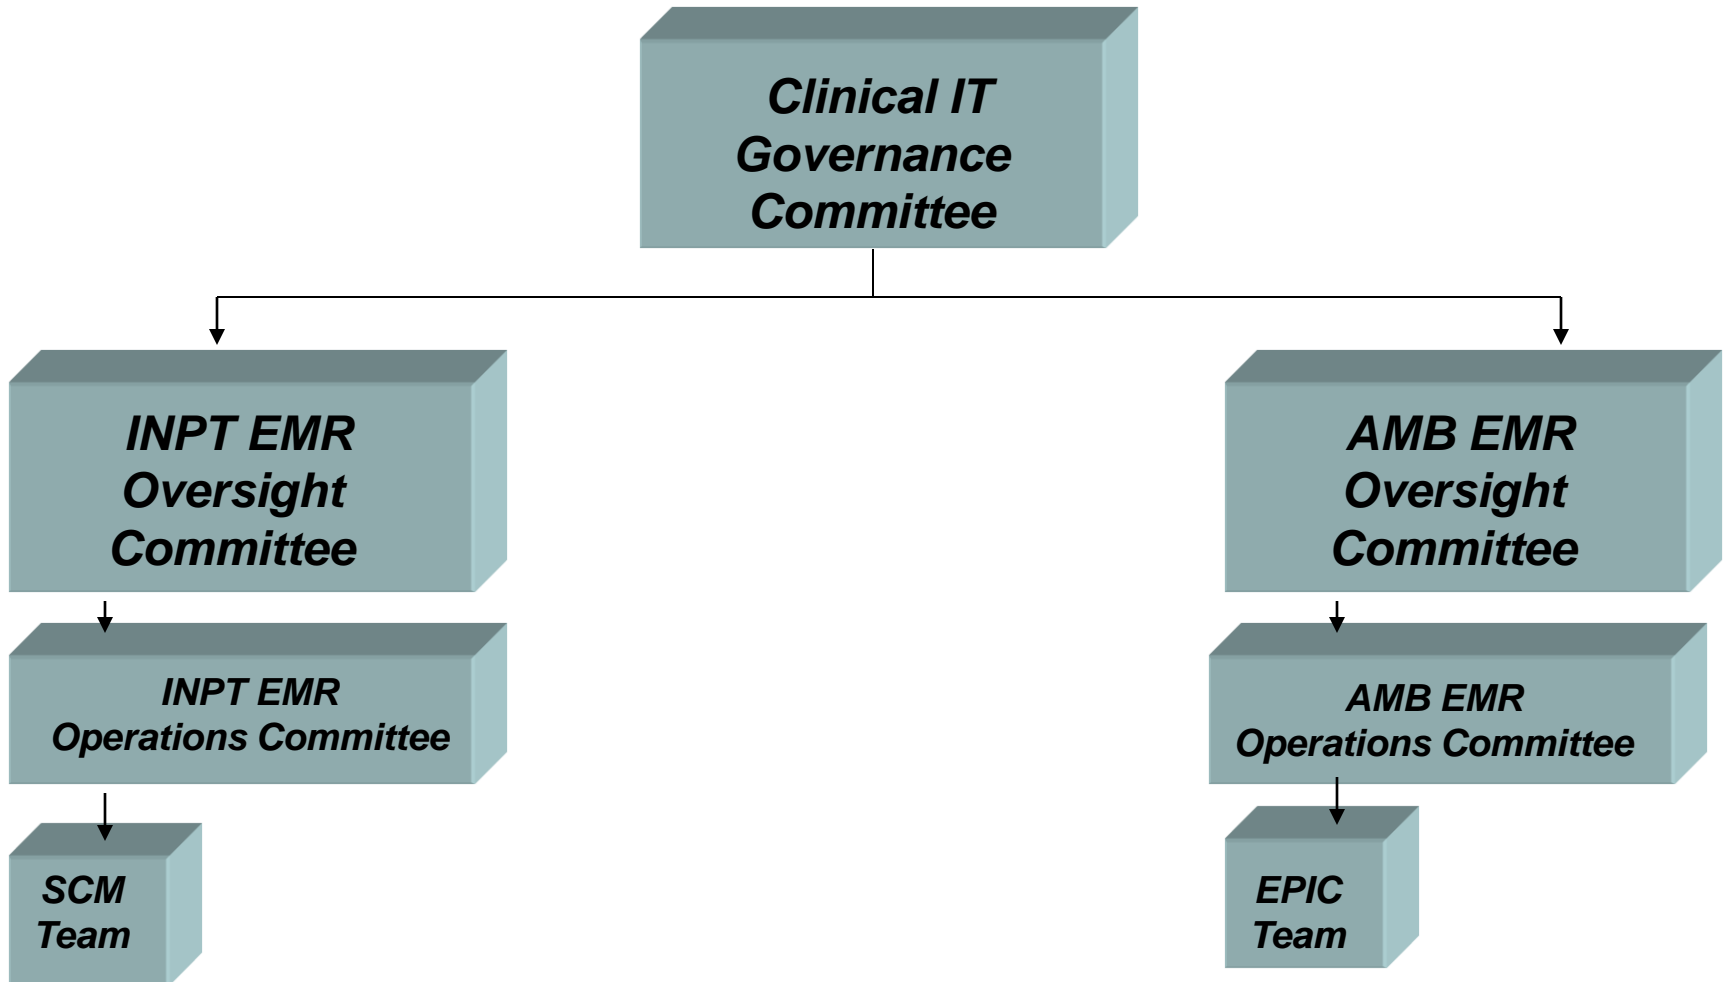 Clinical IT
Governance
Committee
INPT EMR
Oversight
Committee
AMB EMR
Oversight
Committee
INPT EMR
Operations Committee
AMB EMR
Operations Committee
SCM
Team
EPIC
Team